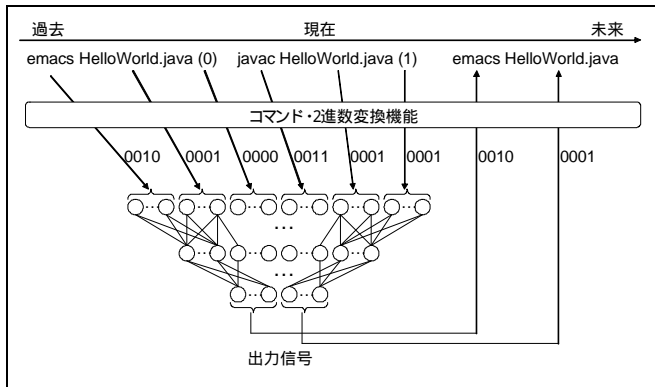 過去 現在 未来
emacs HelloWorld.java (0) javac HelloWorld.java (1) emacs HelloWorld.java
コマンド・2進数変換機能
0010 0001 0000 0011 0001 0001 0010 0001
出力信号